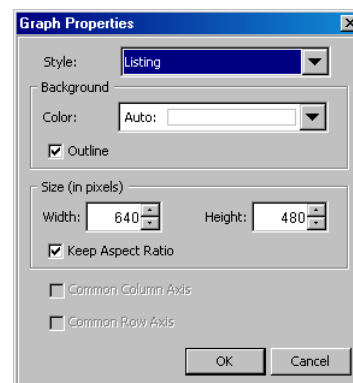 Graph Properties
Style: Listing
Background
Color: Auto:
Outline
Size (in pixels)
Width: 640 Height: 480
Keep Aspect Ratio
Common Column Axis
Common Row Axis
OK Cancel